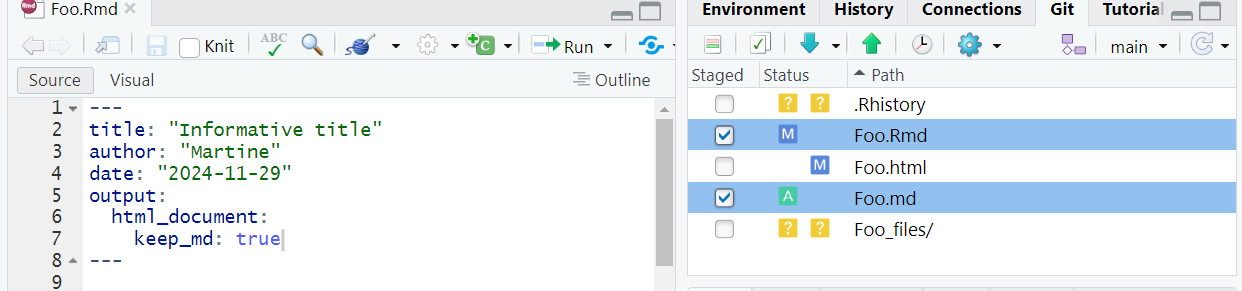 Rmd Foo.Rmd
Knit ABC Run
Source Visual Outline
1 ---
2 title: "Informative title"
3 author: "Martine"
4 date: "2024-11-29"
5 output:
6 html_document:
7 keep_md: true
8 ---
9
Environment History Connections Git Tutorial
main
Staged Status Path
? ? .Rhistory
M Foo.Rmd
M Foo.html
A Foo.md
? ? Foo_files/